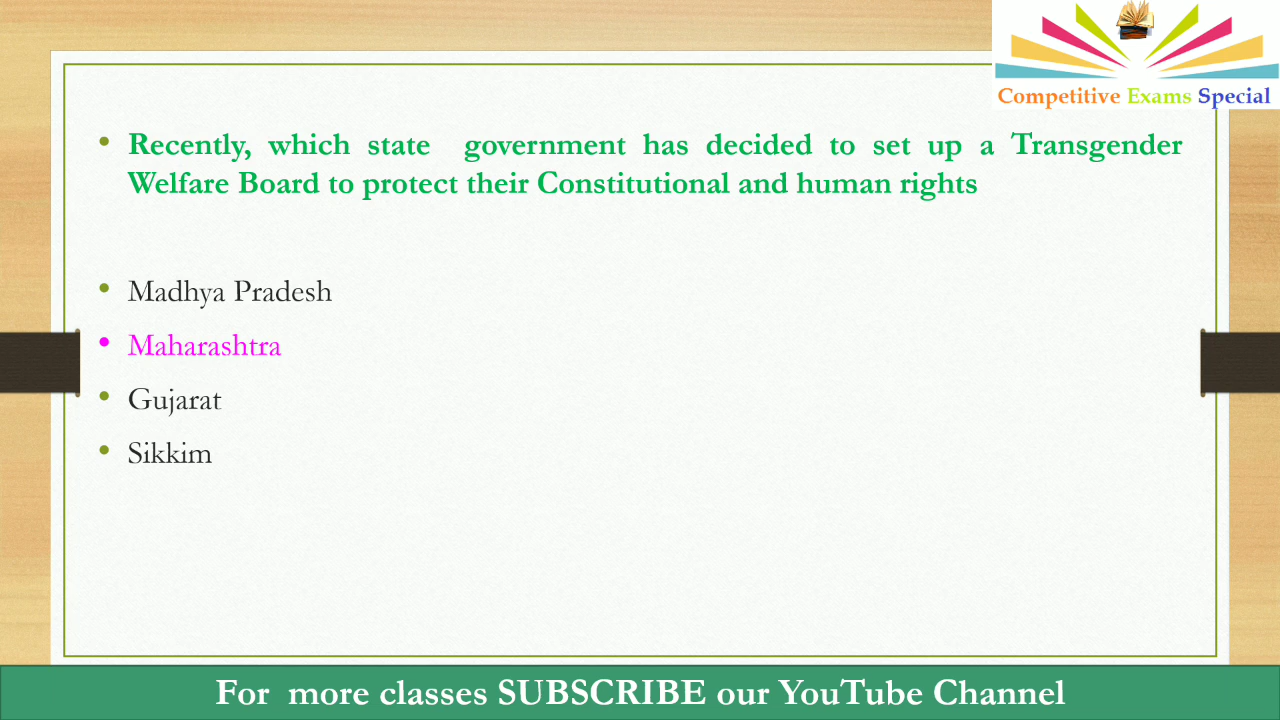 Competitive Exams Special
• Recently, which state government has decided to set up a Transgender
Welfare Board to protect their Constitutional and human rights
• Madhya Pradesh
• Maharashtra
• Gujarat
• Sikkim
For more classes SUBSCRIBE our YouTube Channel